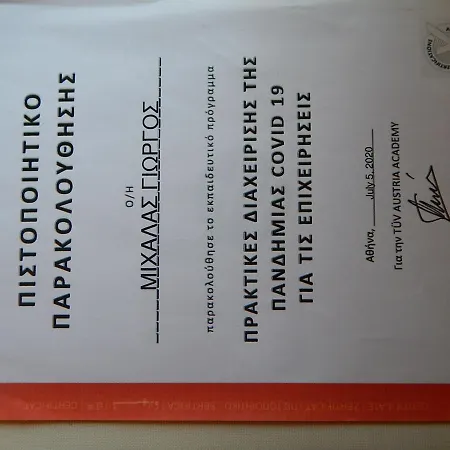 ΠΙΣΤΟΠΟΙΗΤΙΚΟ
ΠΑΡΑΚΟΛΟΥΘΗΣΗΣ
ο/η
ΜΙΧΑΛΑΣ ΓΙΩΡΓΟΣ
παρακολούθησε το εκπαιδευτικό πρόγραμμα
ΠΡΑΚΤΙΚΕΣ ΔΙΑΧΕΙΡΙΣΗΣ ΤΗΣ
ΠΑΝΔΗΜΙΑΣ COVID 19
ΓΙΑ ΤΙΣ ΕΠΙΧΕΙΡΗΣΕΙΣ
Αθήνα, July 5, 2020
Για την TÜV AUSTRIA ACADEMY